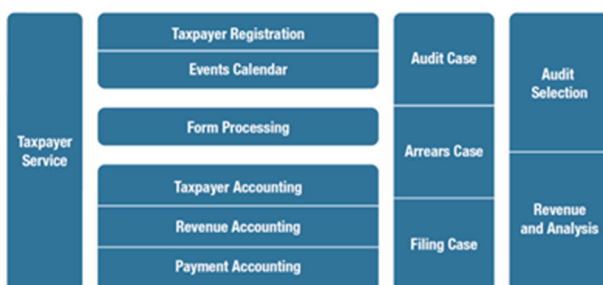 Taxpayer
Service
Taxpayer Registration
Events Calendar
Form Processing
Taxpayer Accounting
Revenue Accounting
Payment Accounting
Audit Case
Arrears Case
Filing Case
Audit
Selection
Revenue
and Analysis